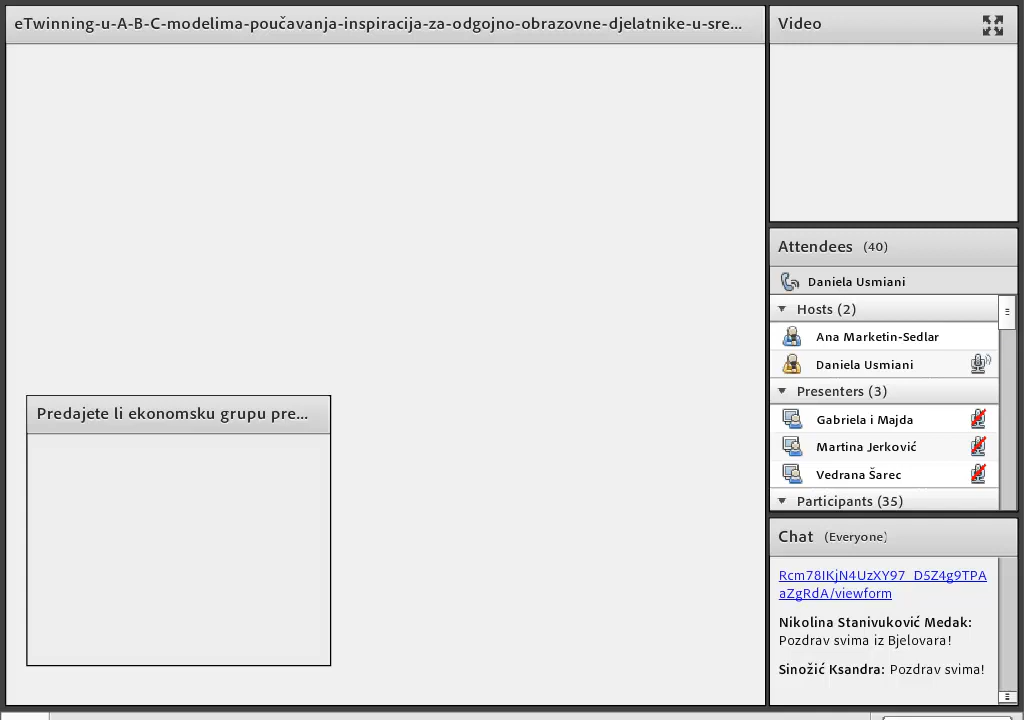 eTwinning-u-A-B-C-modelima-poučavanja-inspiracija-za-odgojno-obrazovne-djelatnike-u-sre...
Predajete li ekonomsku grupu pre...
Video
Attendees (40)
Daniela Usmiani
Hosts (2)
Ana Marketin-Sedlar
Daniela Usmiani
Presenters (3)
Gabriela i Majda
Martina Jerković
Vedrana Šarec
Participants (35)
Chat (Everyone)
Rcm78IKjN4UzXY97_D5Z4g9TPA
aZgRdA/viewform
Nikolina Stanivuković Medak:
Pozdrav svima iz Bjelovara!
Sinožić Ksandra: Pozdrav svima!